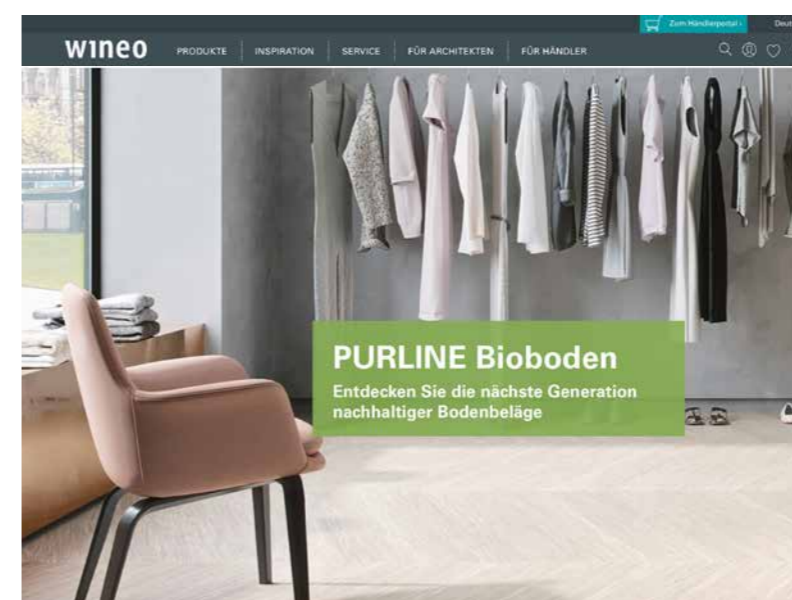 Zum Händlerportal ›
Deut
wineo
PRODUKTE
INSPIRATION
SERVICE
FÜR ARCHITEKTEN
FÜR HÄNDLER
PURLINE Bioboden
Entdecken Sie die nächste Generation
nachhaltiger Bodenbeläge